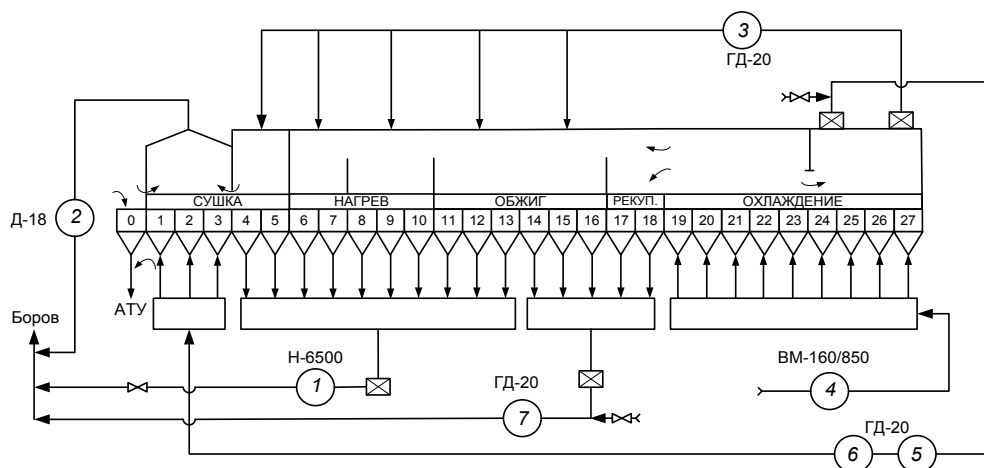 3
ГД-20
Д-18
2
СУШКА НАГРЕВ ОБЖИГ РЕКУП. ОХЛАЖДЕНИЕ
0 1 2 3 4 5 6 7 8 9 10 11 12 13 14 15 16 17 18 19 20 21 22 23 24 25 26 27
АТУ
Боров
Н-6500
1
ГД-20
7
ВМ-160/850
4
ГД-20
6 5